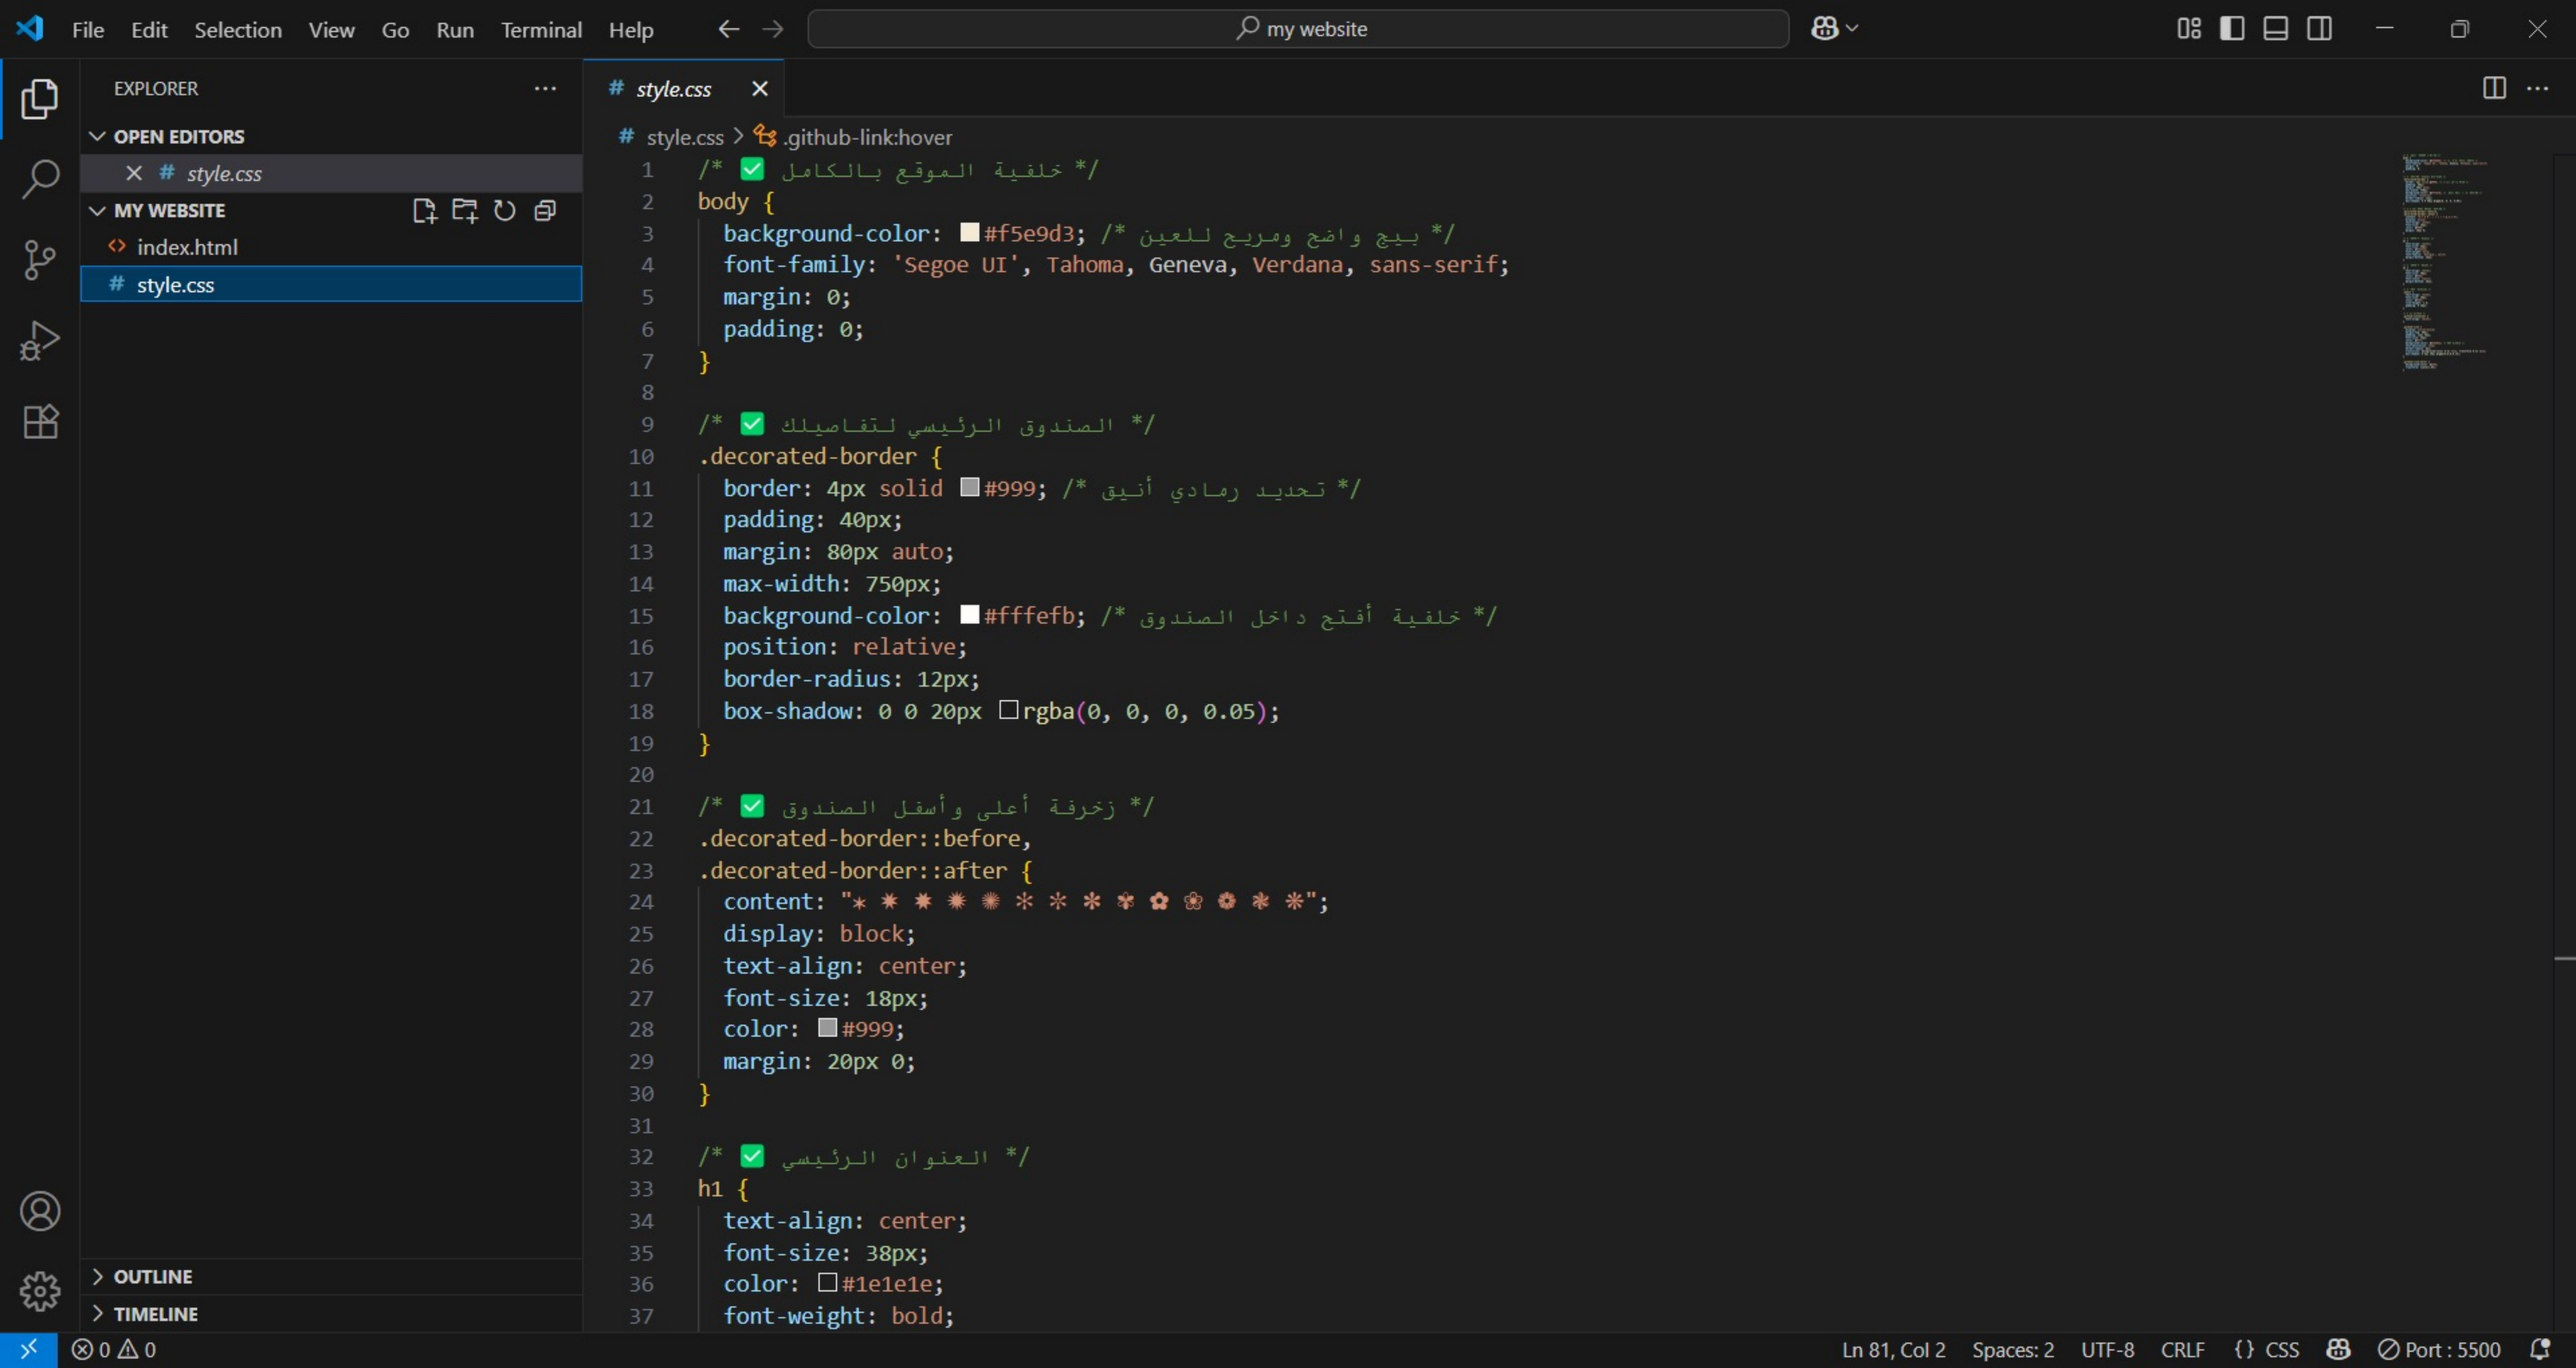 File Edit Selection View Go Run Terminal Help
my website
EXPLORER
OPEN EDITORS
style.css
MY WEBSITE
index.html
style.css
OUTLINE
TIMELINE
style.css
style.css > .github-link:hover
1 /* ✅ خلفية الموقع بالكامل */
2 body {
3 background-color: #f5e9d3; /* بيج واضح ومريح للعين */
4 font-family: 'Segoe UI', Tahoma, Geneva, Verdana, sans-serif;
5 margin: 0;
6 padding: 0;
7 }
8
9 /* ✅ الصندوق الرئيسي لتفاصيلك */
10 .decorated-border {
11 border: 4px solid #999; /* تحديد رمادي أنيق */
12 padding: 40px;
13 margin: 80px auto;
14 max-width: 750px;
15 background-color: #fffefb; /* خلفية أفتح داخل الصندوق */
16 position: relative;
17 border-radius: 12px;
18 box-shadow: 0 0 20px rgba(0, 0, 0, 0.05);
19 }
20
21 /* ✅ زخرفة أعلى وأسفل الصندوق */
22 .decorated-border::before,
23 .decorated-border::after {
24 content: "✶ ✷ ✸ ✹ ✺ ✻ ✼ ✽ ✾ ✿ ❀ ❁ ❃ ❋";
25 display: block;
26 text-align: center;
27 font-size: 18px;
28 color: #999;
29 margin: 20px 0;
30 }
31
32 /* ✅ العنوان الرئيسي */
33 h1 {
34 text-align: center;
35 font-size: 38px;
36 color: #1e1e1e;
37 font-weight: bold;
0 0
Ln 81, Col 2 Spaces: 2 UTF-8 CRLF {} CSS Port : 5500